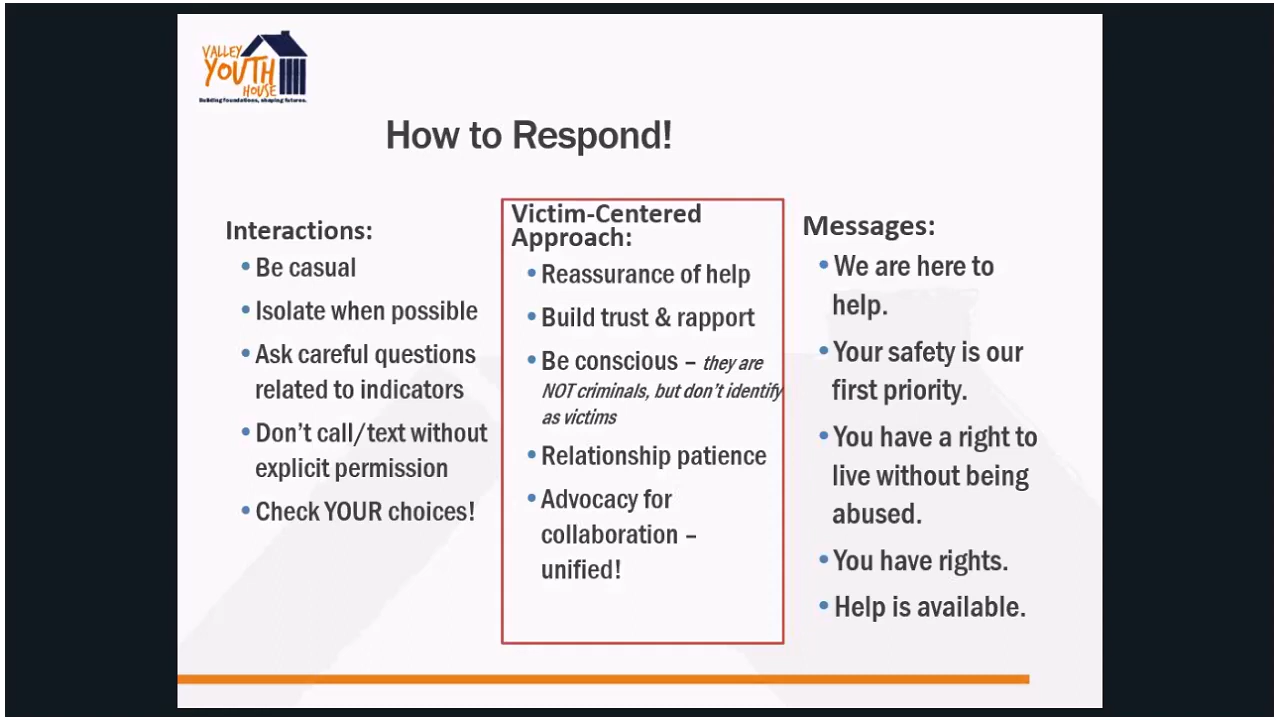 VALLEY
YOUTH
HOUSE
Building foundations, shaping futures.
How to Respond!
Interactions:
• Be casual
• Isolate when possible
• Ask careful questions
related to indicators
• Don't call/text without
explicit permission
• Check YOUR choices!
Victim-Centered
Approach:
• Reassurance of help
• Build trust & rapport
• Be conscious – they are
NOT criminals, but don't identify
as victims
• Relationship patience
• Advocacy for
collaboration –
unified!
Messages:
• We are here to
help.
• Your safety is our
first priority.
• You have a right to
live without being
abused.
• You have rights.
• Help is available.